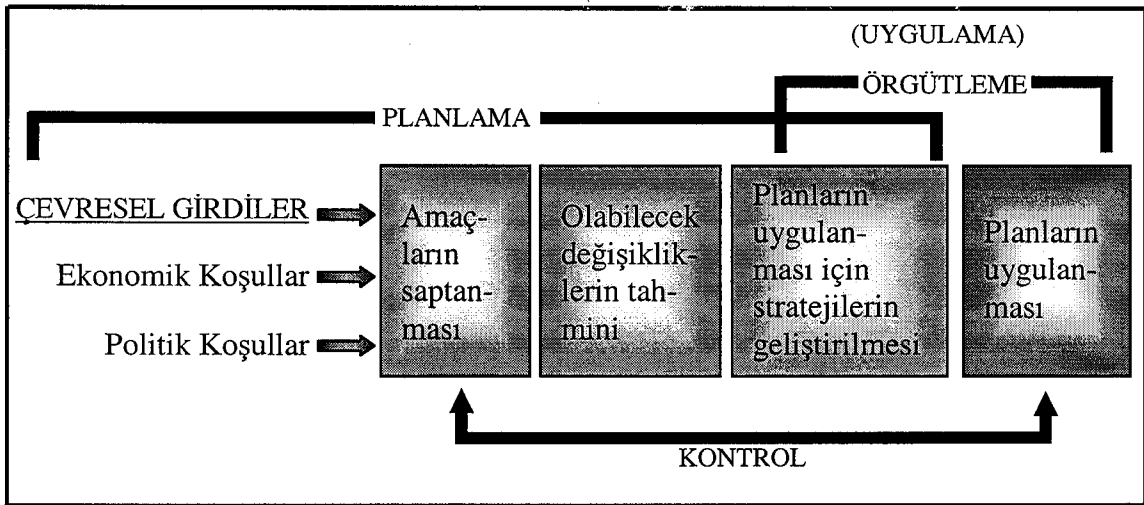 (UYGULAMA)
ÖRGÜTLEME
PLANLAMA
ÇEVRESEL GİRDİLER
Ekonomik Koşullar
Politik Koşullar
Amaç-
ların
saptan-
ması
Olabilecek
değişiklik-
lerin tah-
mini
Planların
uygulan-
ması için
stratejilerin
geliştirilmesi
Planların
uygulan-
ması
KONTROL